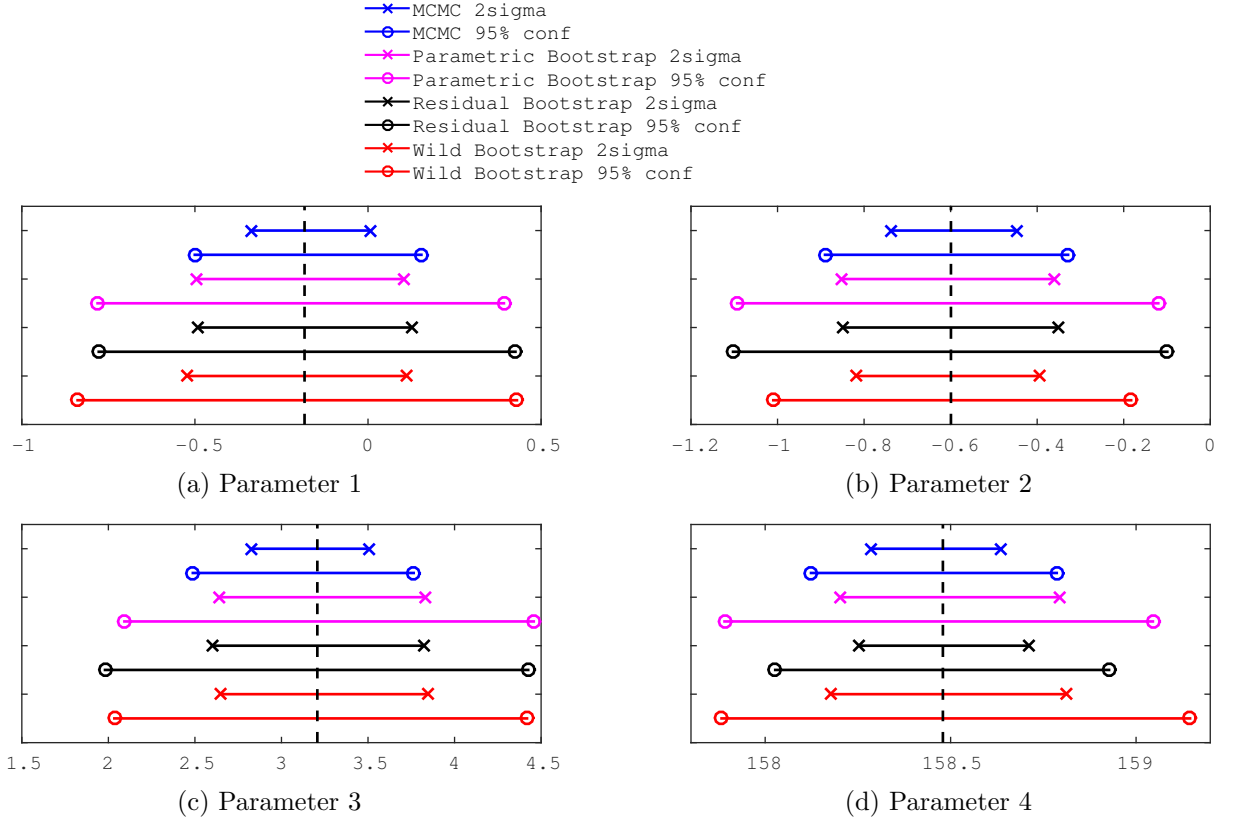 MCMC 2sigma
MCMC 95% conf
Parametric Bootstrap 2sigma
Parametric Bootstrap 95% conf
Residual Bootstrap 2sigma
Residual Bootstrap 95% conf
Wild Bootstrap 2sigma
Wild Bootstrap 95% conf
-1 -0.5 0 0.5
(a) Parameter 1
-1.2 -1 -0.8 -0.6 -0.4 -0.2 0
(b) Parameter 2
1.5 2 2.5 3 3.5 4 4.5
(c) Parameter 3
158 158.5 159
(d) Parameter 4